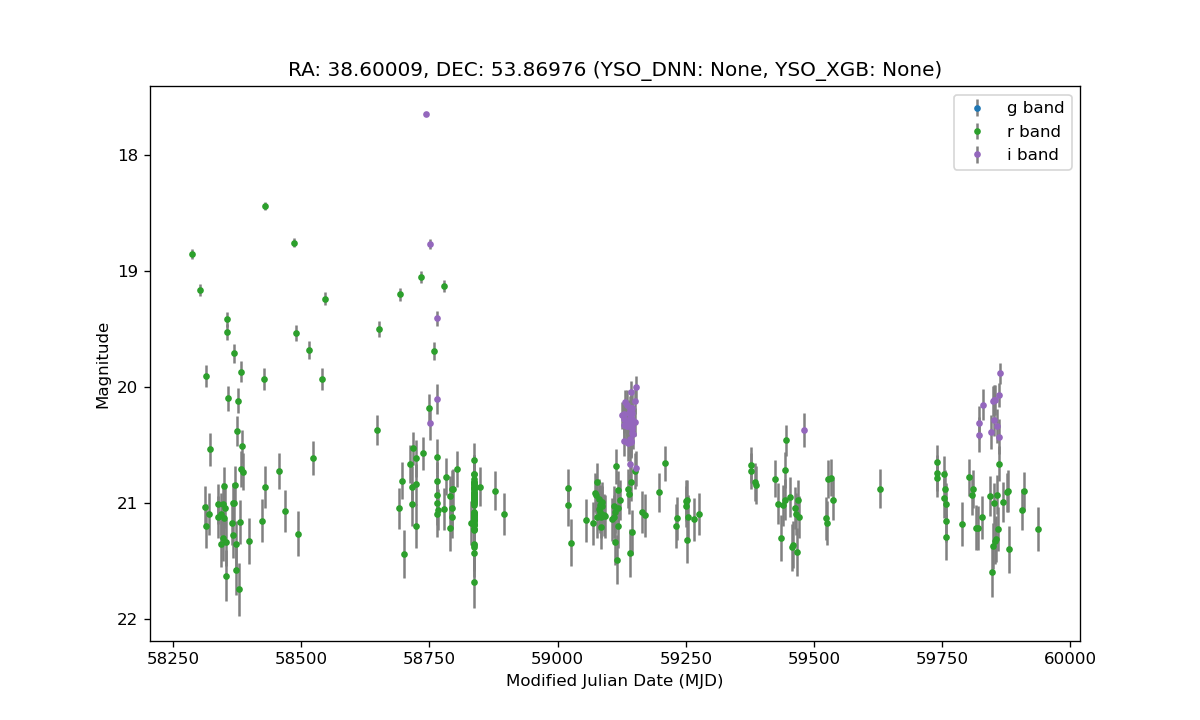 RA: 38.60009, DEC: 53.86976 (YSO_DNN: None, YSO_XGB: None)
g band
r band
i band
18
19
20
21
22
Magnitude
58250 58500 58750 59000 59250 59500 59750 60000
Modified Julian Date (MJD)